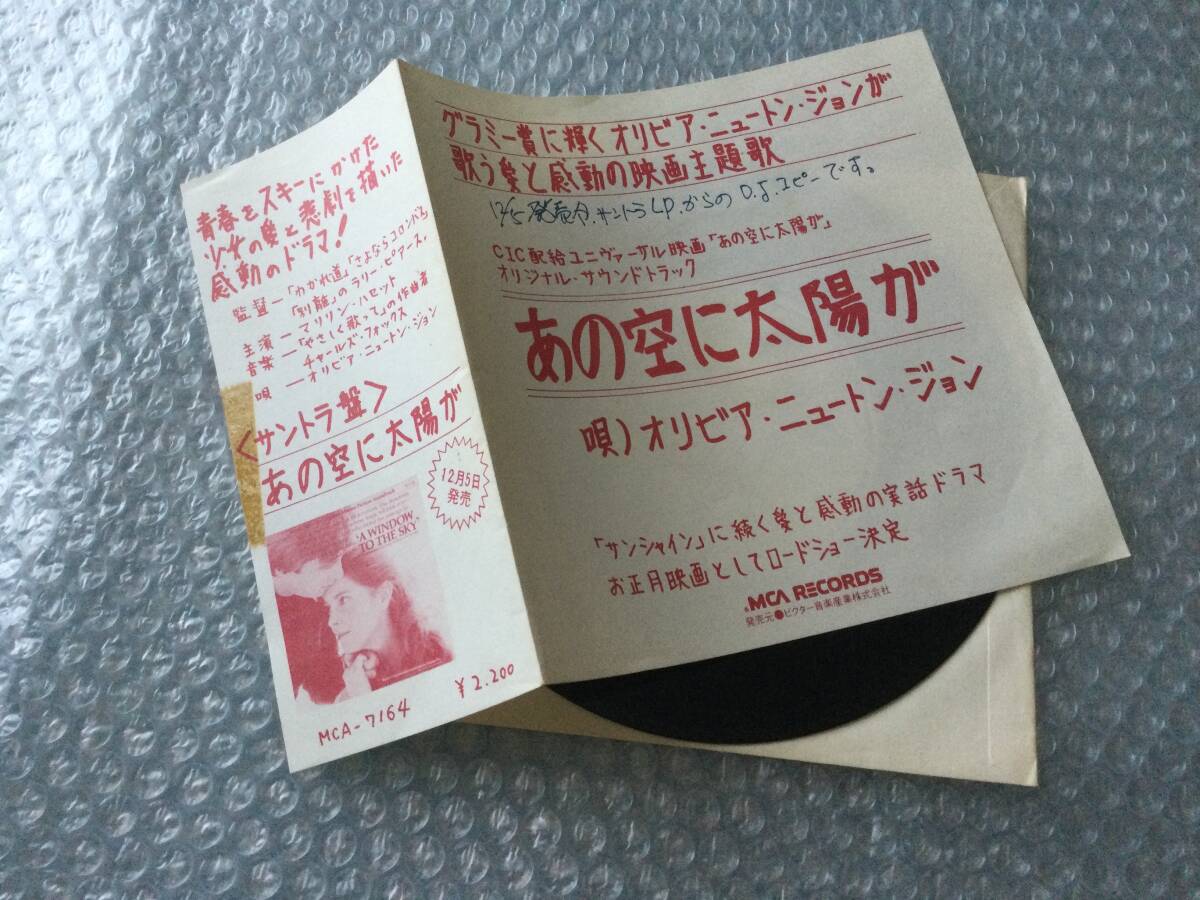 青春をスキーにかけた
少女の愛と悲劇を描いた
感動のドラマ!
監督―「わかれ道」「さよならコロンバス」
「別離」のラリー・ピアース。
主演―マリリン・ハセット
音楽―「やさしく歌って」の作曲者
チャールズ・フォックス
唄―オリビア・ニュートン・ジョン
<サントラ盤>
あの空に太陽が
12月5日
発売
"A WINDOW
TO THE SKY"
MCA-7164
¥2.200
グラミー賞に輝くオリビア・ニュートン・ジョンが
歌う愛と感動の映画主題歌
12/5発売分.サントラLP.からのD.J.コピーです。
CIC配給ユニヴァーサル映画「あの空に太陽が」
オリジナル・サウンドトラック
あの空に太陽が
唄)オリビア・ニュートン・ジョン
「サンシャイン」に続く愛と感動の実話ドラマ
お正月映画としてロードショー決定
MCA RECORDS
発売元●ビクター音楽産業株式会社